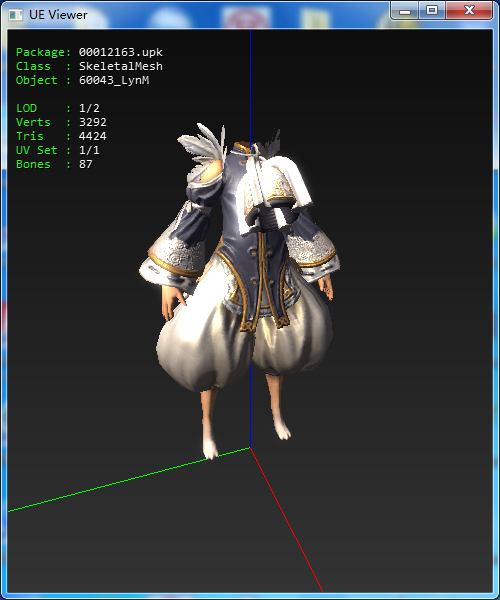 UE Viewer
Package: 00012163.upk
Class : SkeletalMesh
Object : 60043_LynM
LOD : 1/2
Verts : 3292
Tris : 4424
UV Set : 1/1
Bones : 87